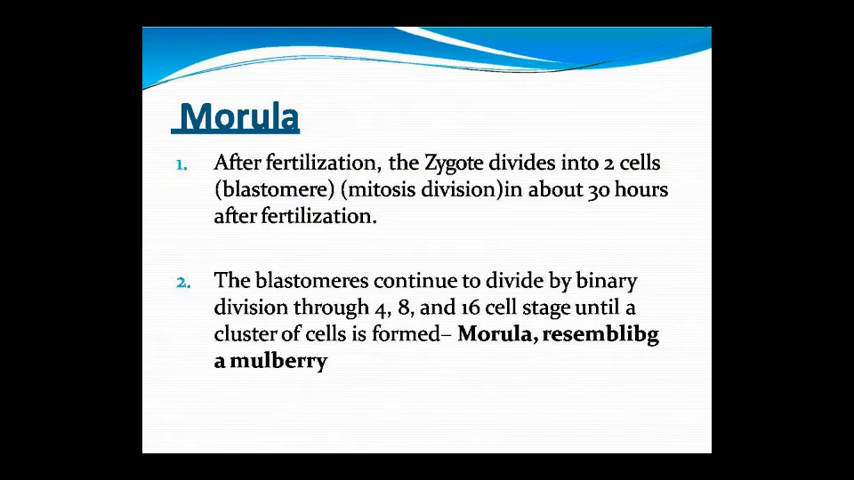 Morula
1. After fertilization, the Zygote divides into 2 cells
(blastomere) (mitosis division)in about 30 hours
after fertilization.
2. The blastomeres continue to divide by binary
division through 4, 8, and 16 cell stage until a
cluster of cells is formed– Morula, resemblibg
a mulberry